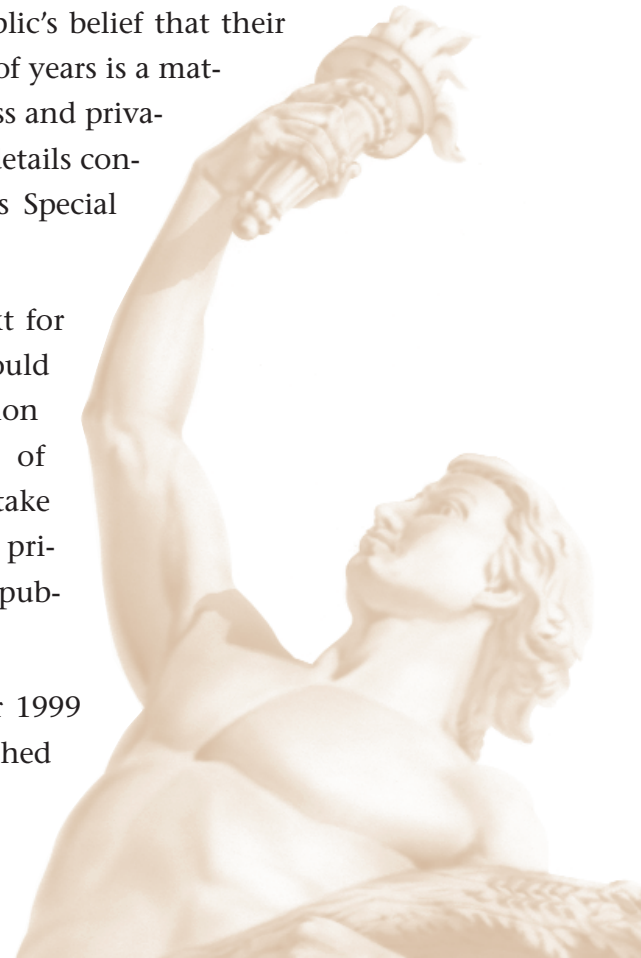 blic’s belief that their
of years is a mat-
ss and priva-
etails con-
s Special
t for
ould
on
of
take
pri-
pub-
r 1999
hed